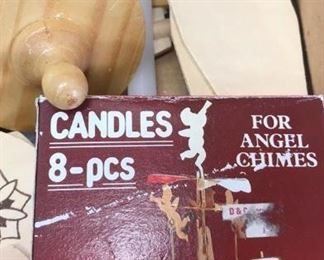 CANDLES
8-pcs
FOR
ANGEL
CHIMES